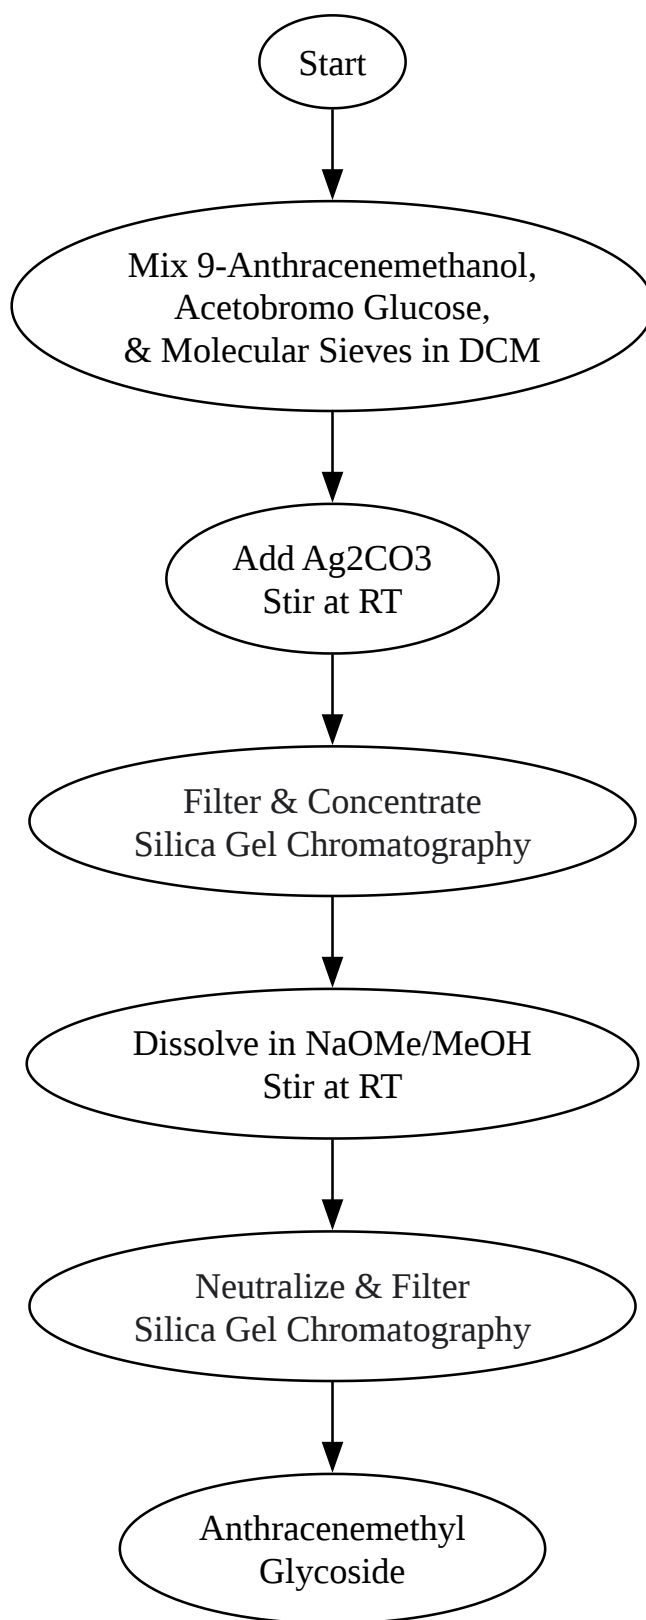 Start
Mix 9-Anthracenemethanol,
Acetobromo Glucose,
& Molecular Sieves in DCM
Add Ag2CO3
Stir at RT
Filter & Concentrate
Silica Gel Chromatography
Dissolve in NaOMe/MeOH
Stir at RT
Neutralize & Filter
Silica Gel Chromatography
Anthracenemethyl
Glycoside